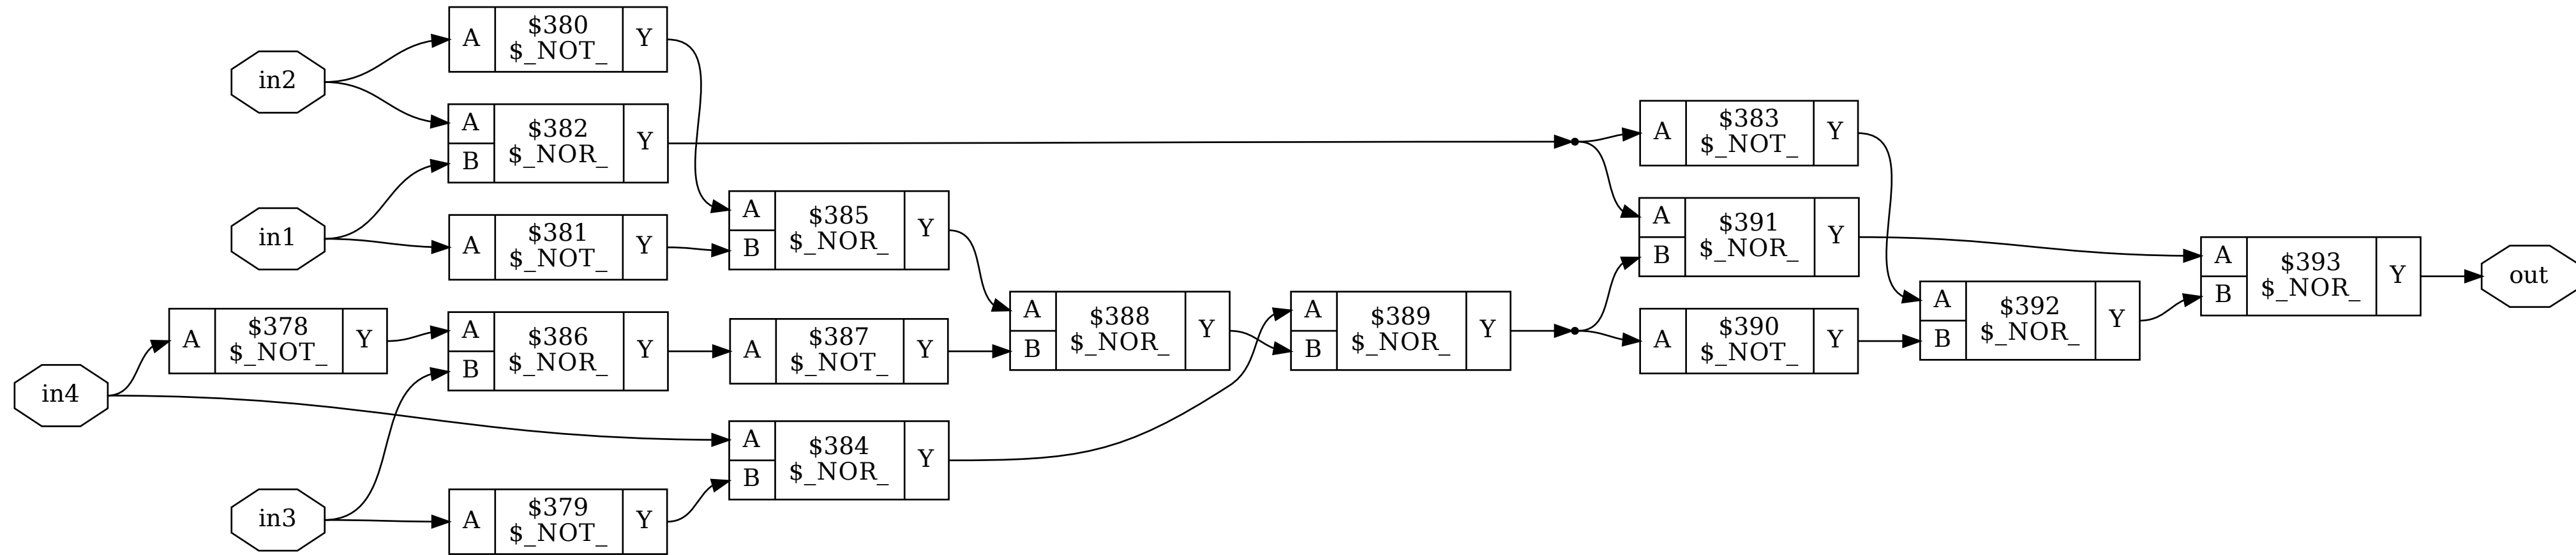 in2
A
$380
$_NOT_
Y
A
B
$382
$_NOR_
Y
in1
A
$381
$_NOT_
Y
in4
A
$378
$_NOT_
Y
A
B
$386
$_NOR_
Y
in3
A
$379
$_NOT_
Y
A
B
$385
$_NOR_
Y
A
$387
$_NOT_
Y
A
B
$384
$_NOR_
Y
A
B
$388
$_NOR_
Y
A
B
$389
$_NOR_
Y
A
$383
$_NOT_
Y
A
B
$391
$_NOR_
Y
A
$390
$_NOT_
Y
A
B
$392
$_NOR_
Y
A
B
$393
$_NOR_
Y
out